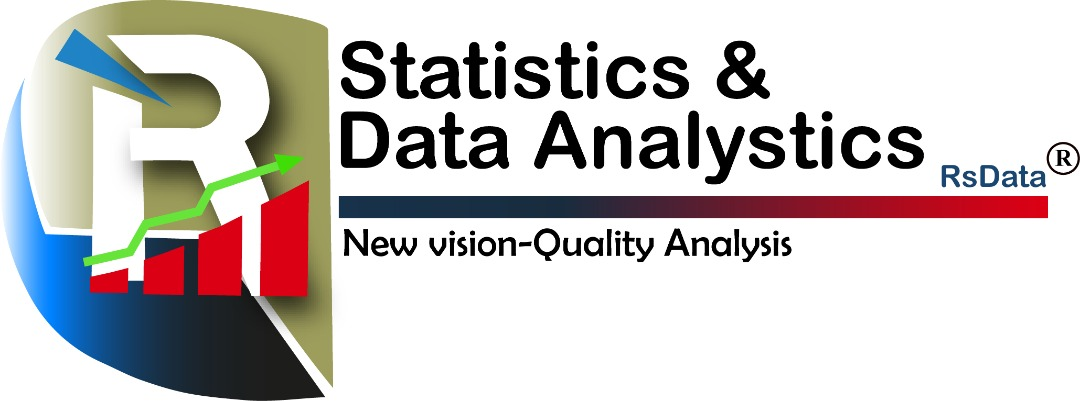 R
Statistics &
Data Analystics
RsData®
New vision-Quality Analysis